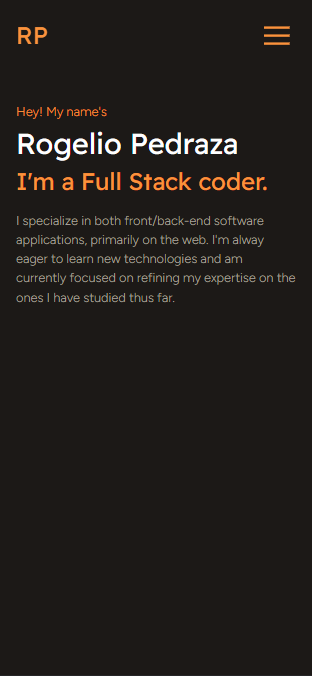 RP
Hey! My name's
Rogelio Pedraza
I'm a Full Stack coder.
I specialize in both front/back-end software
applications, primarily on the web. I'm alway
eager to learn new technologies and am
currently focused on refining my expertise on the
ones I have studied thus far.